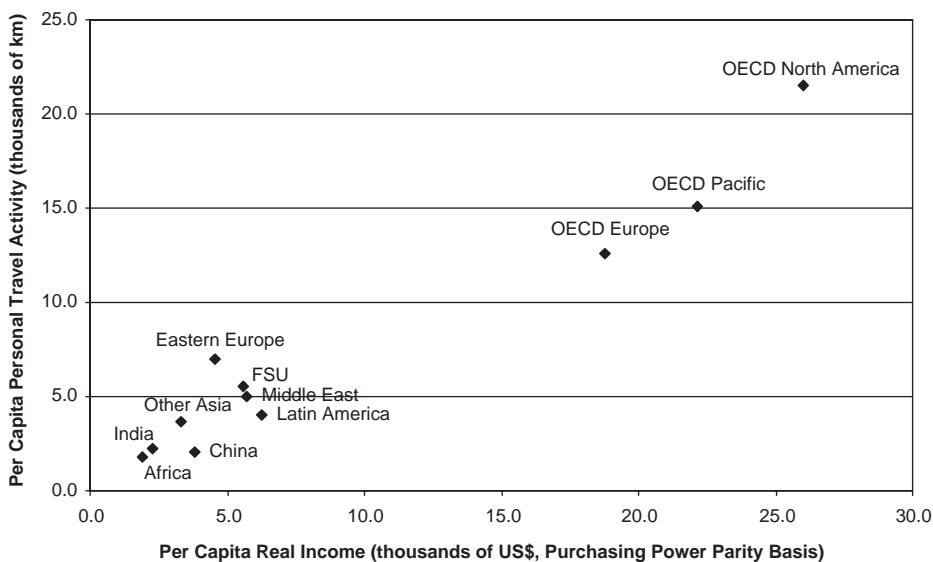 Per Capita Personal Travel Activity (thousands of km)
25.0
20.0
15.0
10.0
5.0
0.0
OECD North America
OECD Pacific
OECD Europe
Eastern Europe
FSU
Middle East
Other Asia
Latin America
India
China
Africa
0.0 5.0 10.0 15.0 20.0 25.0 30.0
Per Capita Real Income (thousands of US$, Purchasing Power Parity Basis)